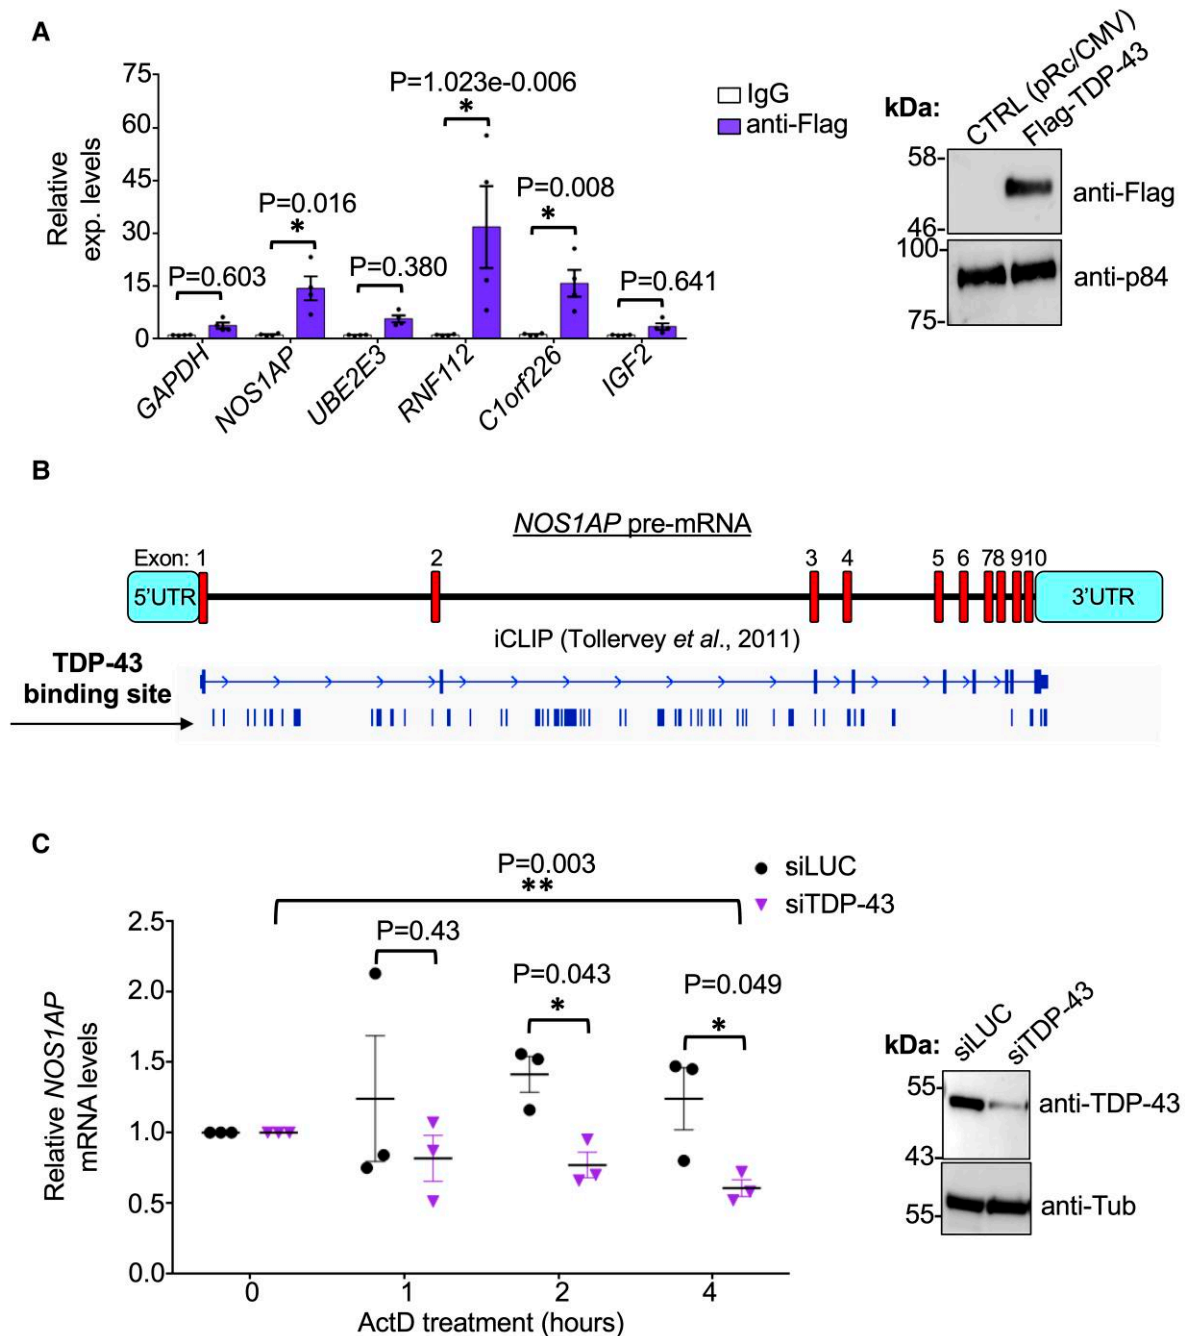 A
75
60
45
30
15
0
Relative
exp. levels
P=0.603
P=0.016
*
P=0.380
P=1.023e-0.006
*
P=0.008
*
P=0.641
GAPDH
NOS1AP
UBE2E3
RNF112
C1orf226
IGF2
IgG
anti-Flag
kDa:
CTRL (pRc/CMV)
Flag-TDP-43
58-
46-
anti-Flag
100-
75-
anti-p84
B
NOS1AP pre-mRNA
Exon: 1 2 3 4 5 6 7 8 9 10
5'UTR
3'UTR
iCLIP (Tollervey et al., 2011)
TDP-43
binding site
C
P=0.003
**
siLUC
siTDP-43
2.5
2.0
1.5
1.0
0.5
0.0
Relative NOS1AP
mRNA levels
P=0.43
P=0.043
*
P=0.049
*
0 1 2 4
ActD treatment (hours)
kDa:
siLUC
siTDP-43
55-
43-
anti-TDP-43
55-
anti-Tub